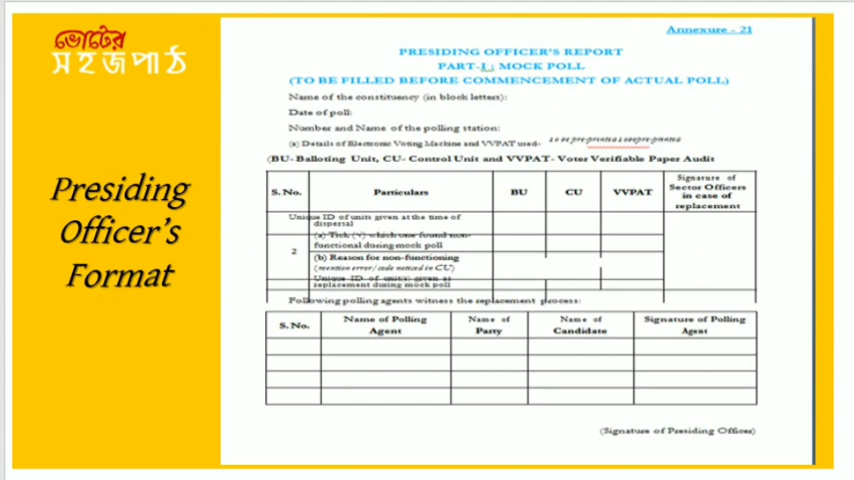 ভোটের
সহজপাঠ
Presiding
Officer's
Format
Annexure - 21
PRESIDING OFFICER'S REPORT
PART-I ; MOCK POLL
(TO BE FILLED BEFORE COMMENCEMENT OF ACTUAL POLL)
Name of the constituency (in block letters):
Date of poll:
Number and Name of the polling station:
(a) Details of Electronic Voting Machine and VVPAT used- To be pre-printed
(BU- Balloting Unit, CU- Control Unit and VVPAT- Voter Verifiable Paper Audit
S. No. Particulars BU CU VVPAT Signature of Sector Officers in case of replacement
Unique ID of units given at the time of
dispersal
(a) Tick (√) which one found non-
functional during mock poll
2
(b) Reason for non-functioning
(mention error/code noticed in CU)
Unique ID of unit(s) given as
replacement during mock poll
Following polling agents witness the replacement process:
S. No. Name of Polling Agent Name of Party Name of Candidate Signature of Polling Agent
(Signature of Presiding Officer)